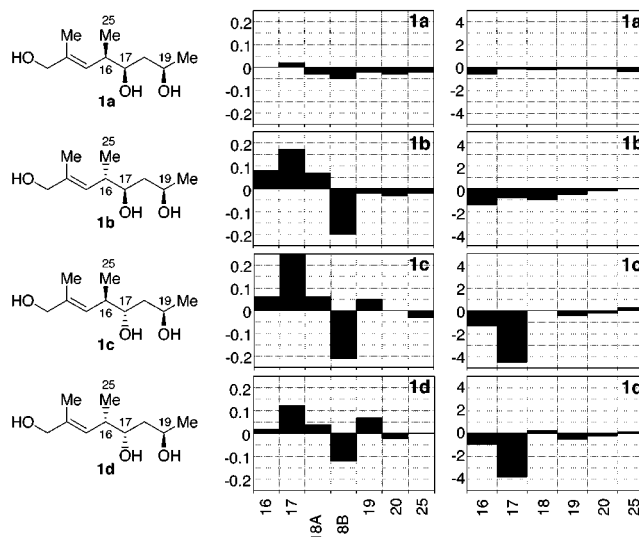 25
Me Me
HO 16 17 19 Me
OH OH
1a
25
Me Me
HO 16 17 19 Me
OH OH
1b
25
Me Me
HO 16 17 19 Me
OH OH
1c
25
Me Me
HO 16 17 19 Me
OH OH
1d
0.2 0.1 0 -0.1 -0.2 1a
4 2 0 -2 -4 1a
0.2 0.1 0 -0.1 -0.2 1b
4 2 0 -2 -4 1b
0.2 0.1 0 -0.1 -0.2 1c
4 2 0 -2 -4 1c
0.2 0.1 0 -0.1 -0.2 1d
4 2 0 -2 -4 1d
16 17 18A 8B 19 20 25
16 17 18 19 20 25